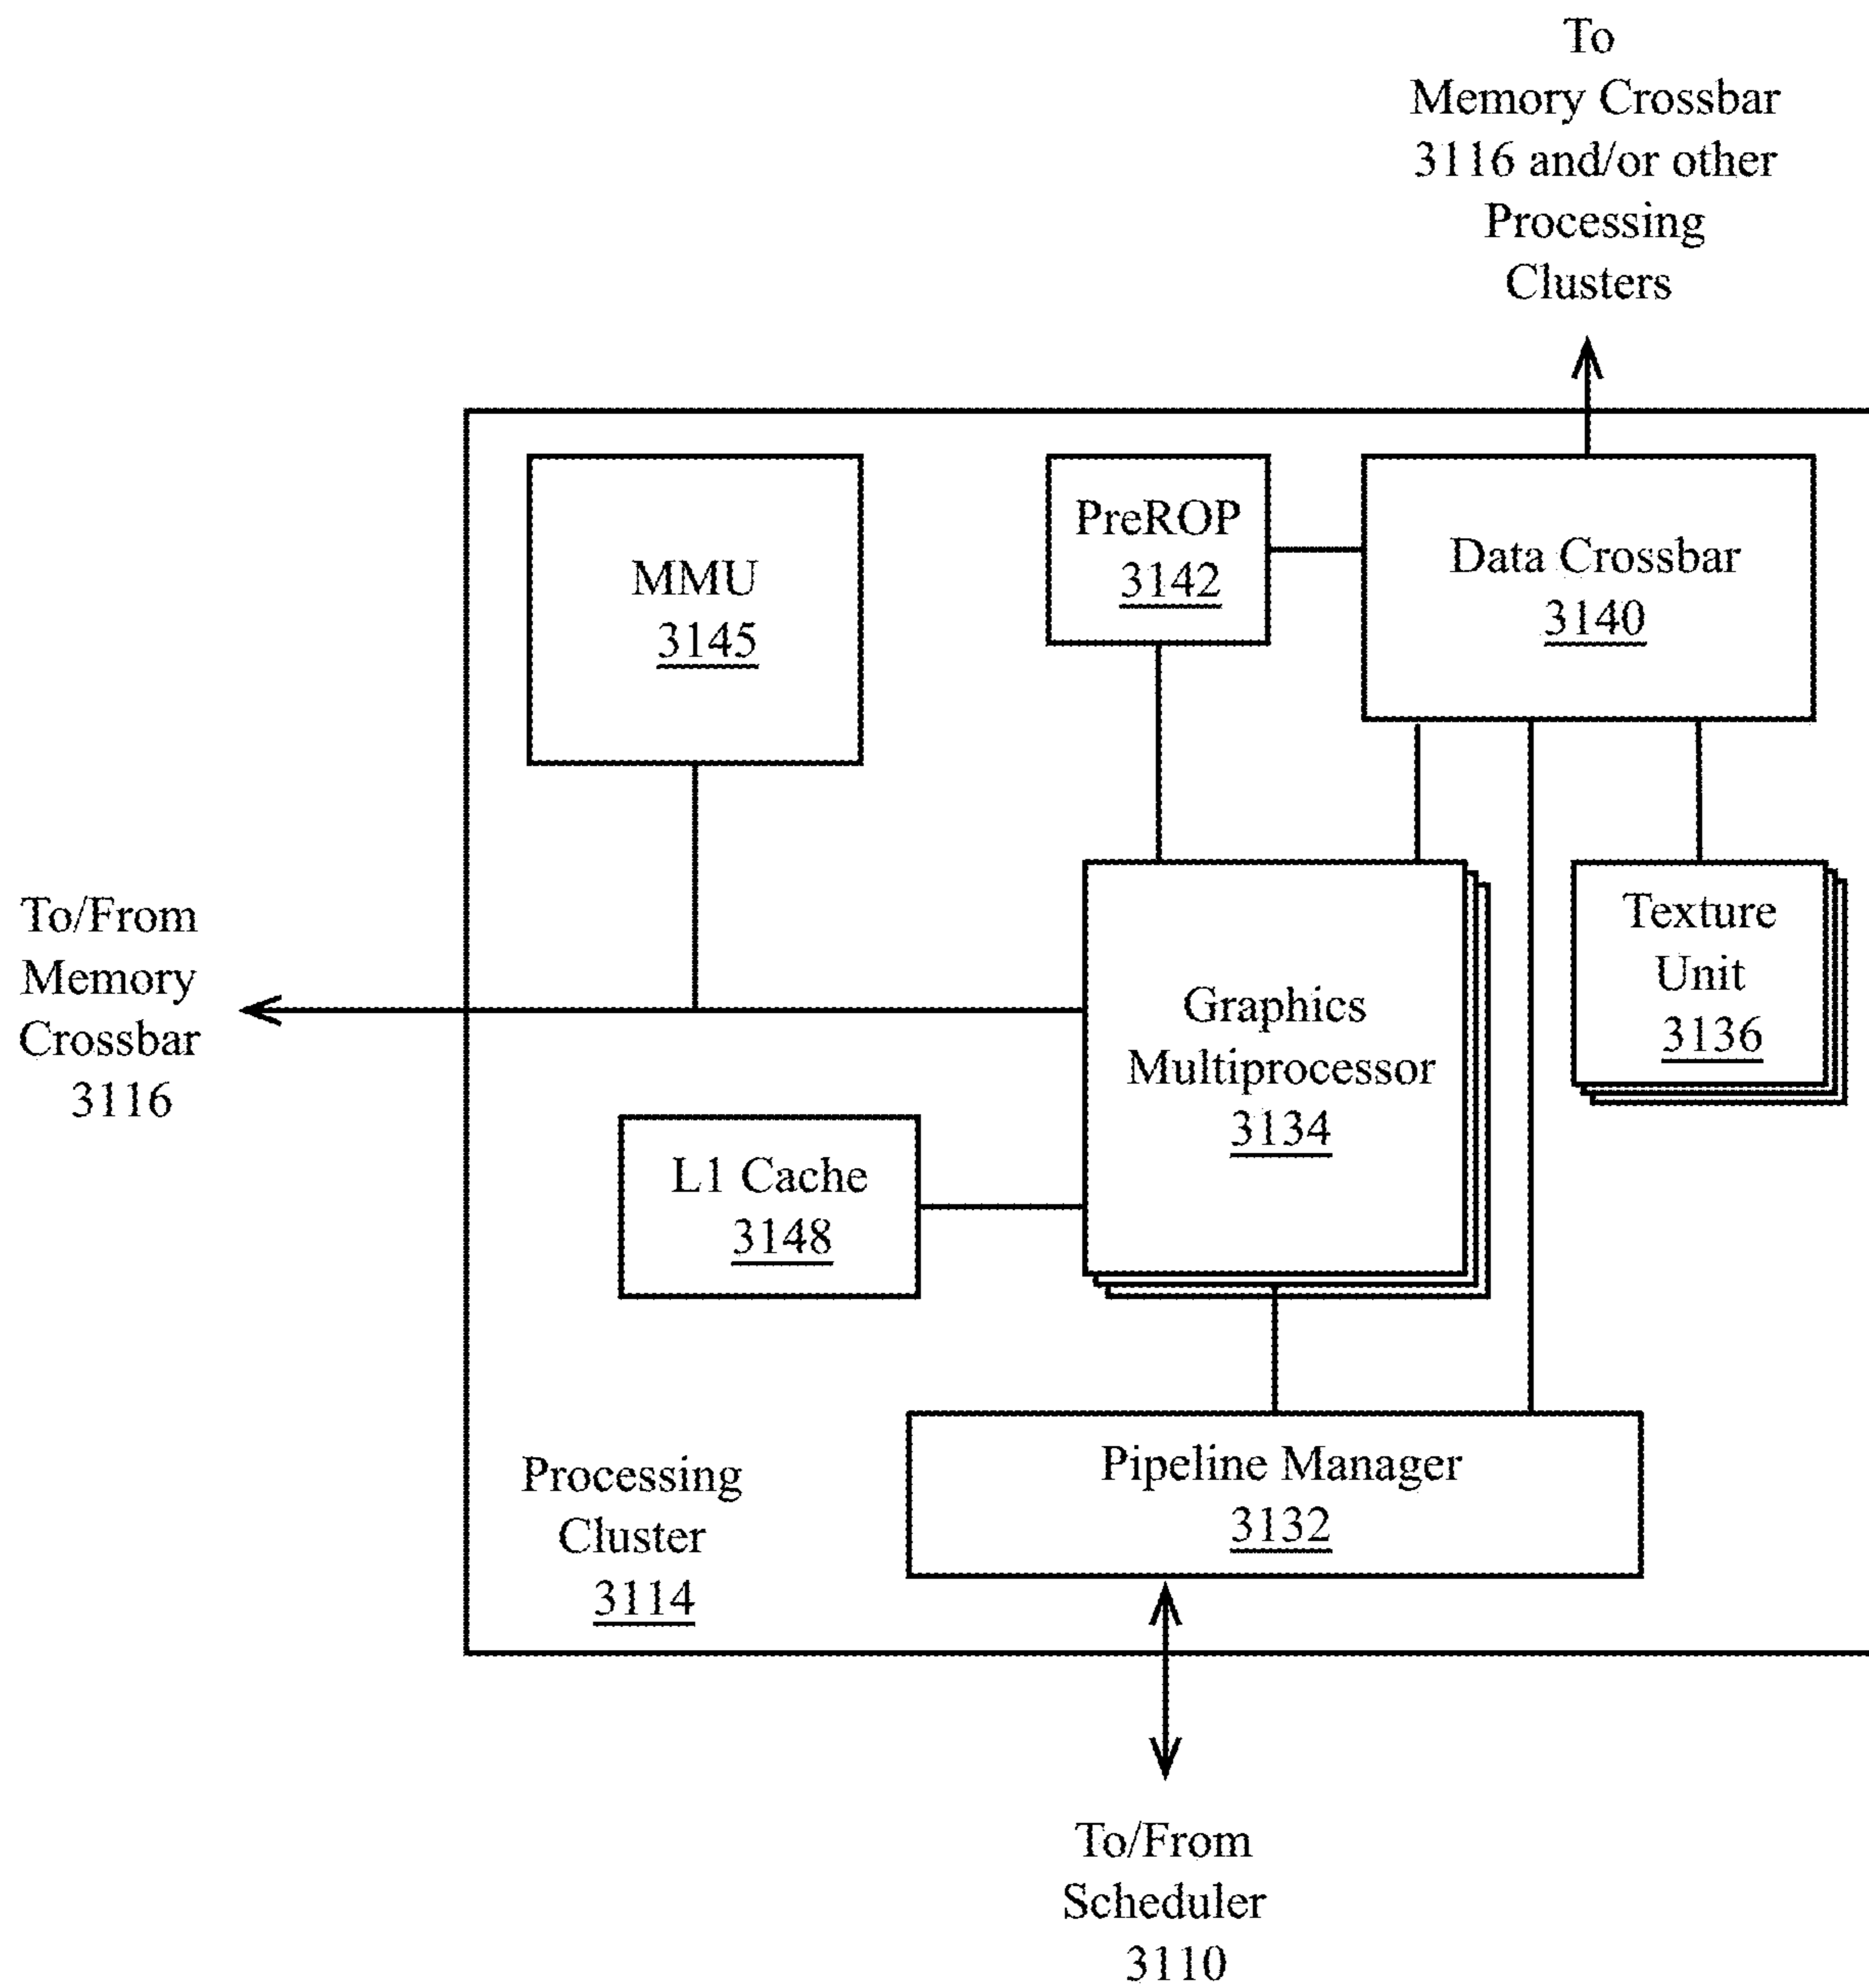 To
Memory Crossbar
3116 and/or other
Processing
Clusters
MMU
3145
PreROP
3142
Data Crossbar
3140
To/From
Memory
Crossbar
3116
Graphics
Multiprocessor
3134
Texture
Unit
3136
L1 Cache
3148
Processing
Cluster
3114
Pipeline Manager
3132
To/From
Scheduler
3110